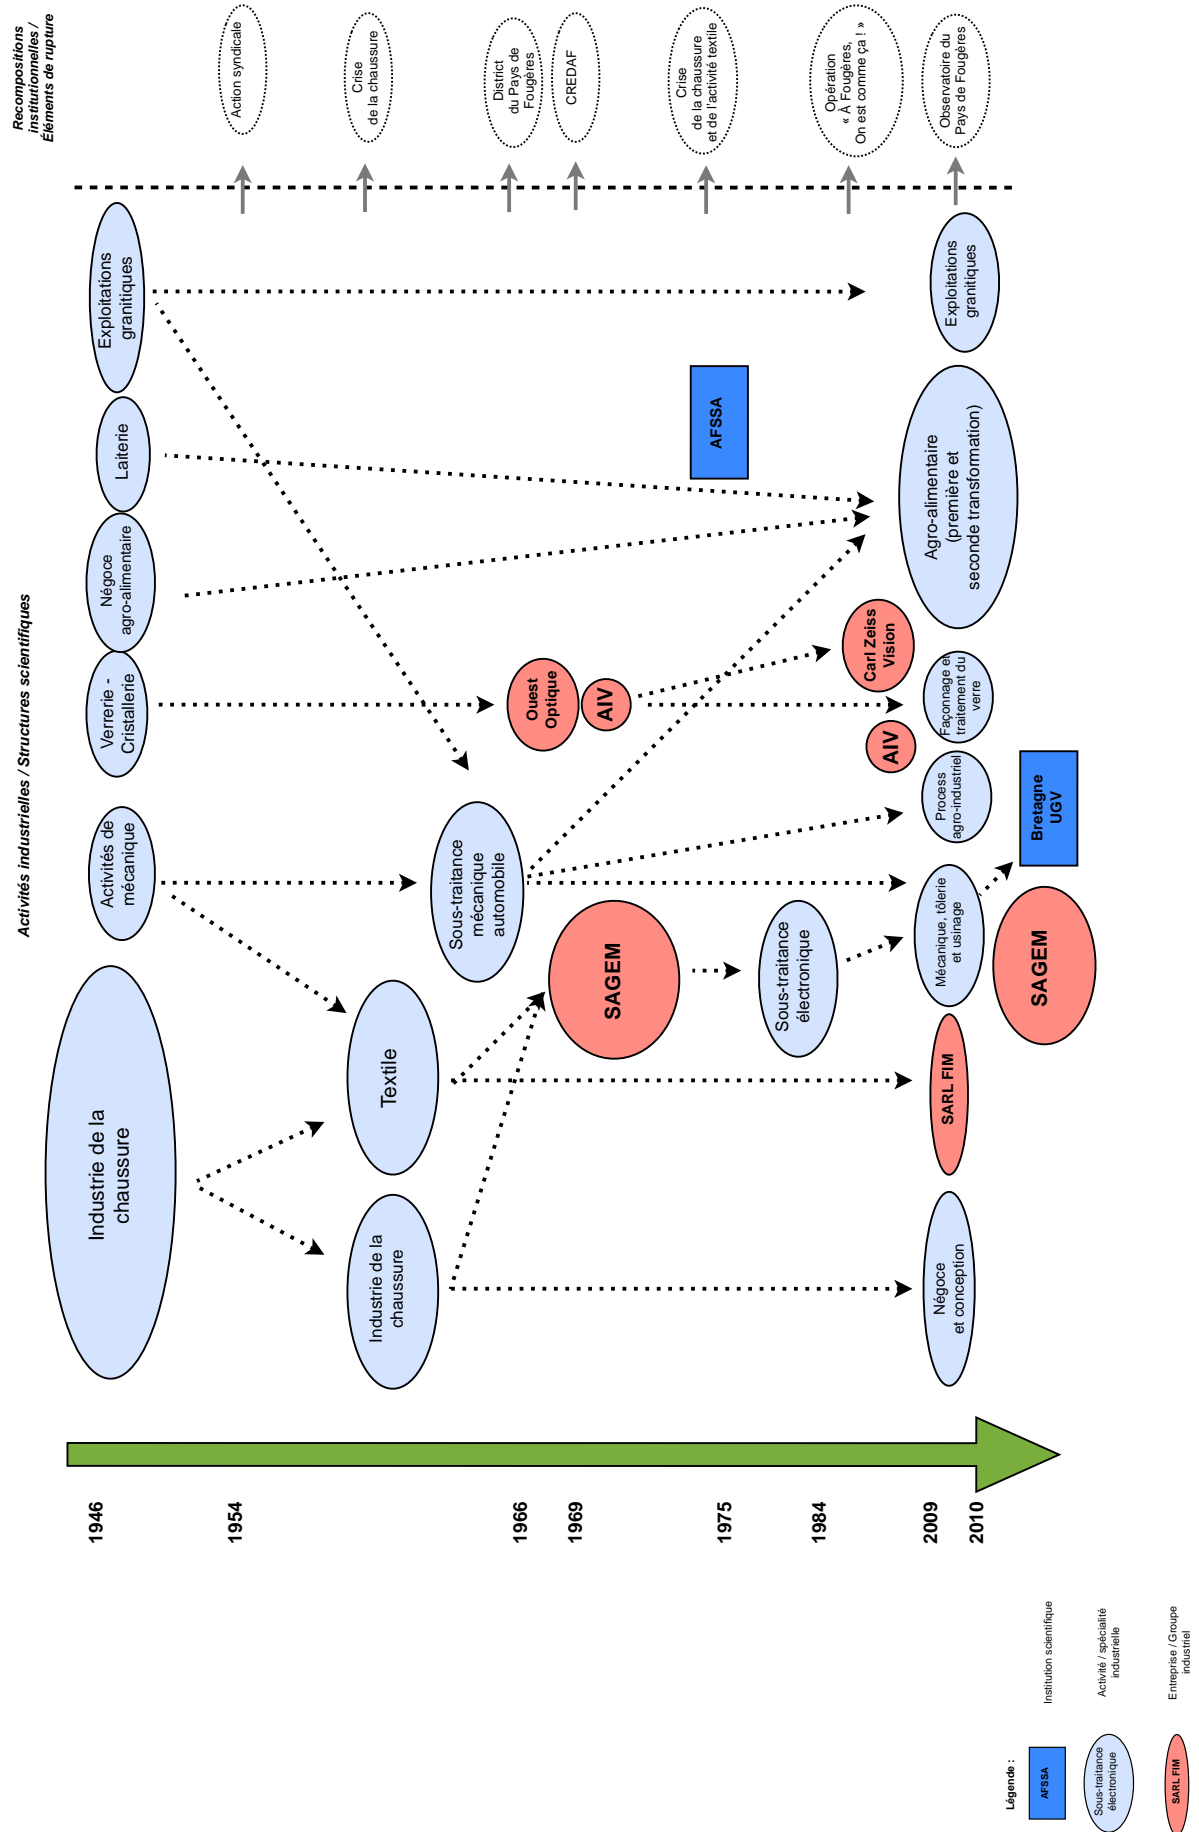 Recompositions
institutionnelles /
Éléments de rupture
Action syndicale
Crise
de la chaussure
District
du Pays de
Fougères
CREDAF
Crise
de la chaussure
et de l'activité textile
Opération
« À Fougères,
On est comme ça ! »
Observatoire du
Pays de Fougères
Activités industrielles / Structures scientifiques
Industrie de la
chaussure
Activités de
mécanique
Verrerie -
Cristallerie
Négoce
agro-alimentaire
Laiterie
Exploitations
granitiques
Industrie de la
chaussure
Textile
Sous-traitance
mécanique
automobile
Ouest
Optique
AIV
SAGEM
AFSSA
Sous-traitance
électronique
Carl Zeiss
Vision
AIV
Négoce
et conception
SARL FIM
Mécanique, tôlerie
et usinage
Process
agro-industriel
Façonnage et
traitement du
verre
Agro-alimentaire
(première et
seconde transformation)
Exploitations
granitiques
SAGEM
Bretagne
UGV
1946
1954
1966
1969
1975
1984
2009
2010
Légende :
AFSSA
Institution scientifique
Sous-traitance
électronique
Activité / spécialité
industrielle
SARL FIM
Entreprise / Groupe
industriel